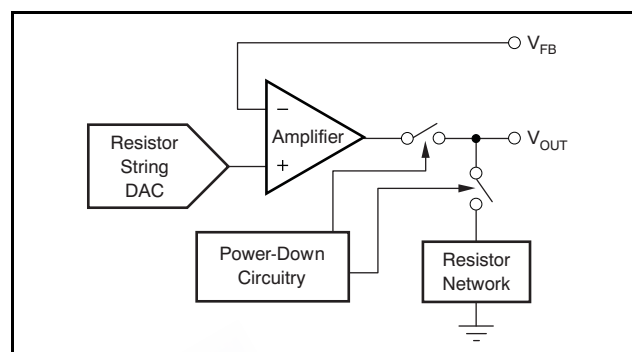 V_FB
−
Amplifier
+
V_OUT
Resistor
String
DAC
Power-Down
Circuitry
Resistor
Network